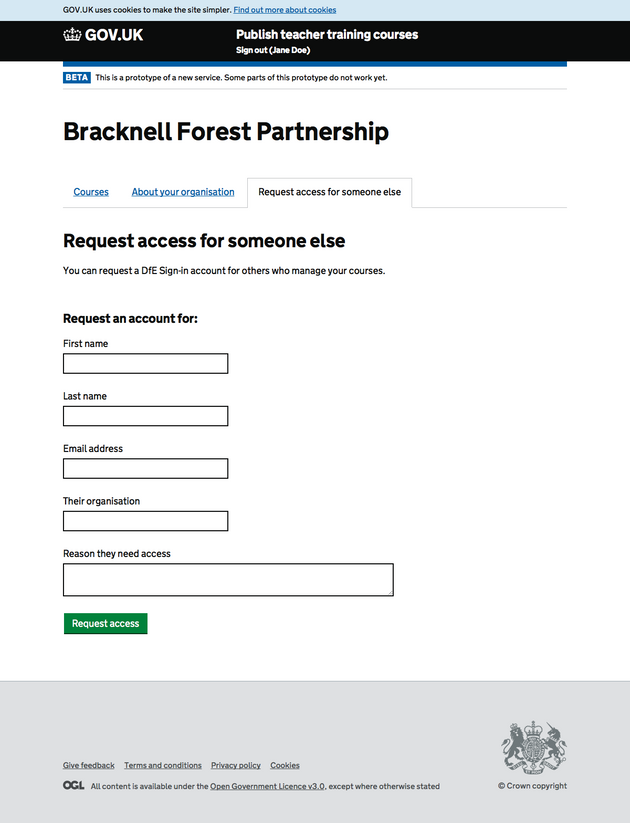 GOV.UK uses cookies to make the site simpler. Find out more about cookies
GOV.UK
Publish teacher training courses
Sign out (Jane Doe)
BETA This is a prototype of a new service. Some parts of this prototype do not work yet.
Bracknell Forest Partnership
Courses About your organisation Request access for someone else
Request access for someone else
You can request a DfE Sign-in account for others who manage your courses.
Request an account for:
First name
Last name
Email address
Their organisation
Reason they need access
Request access
Give feedback Terms and conditions Privacy policy Cookies
OGL All content is available under the Open Government Licence v3.0, except where otherwise stated
© Crown copyright